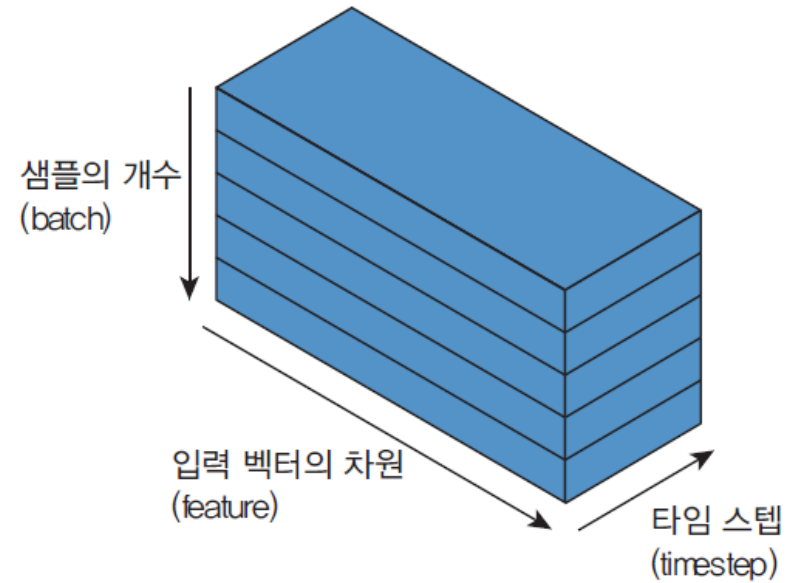 샘플의 개수
(batch)
입력 벡터의 차원
(feature)
타임 스텝
(timestep)